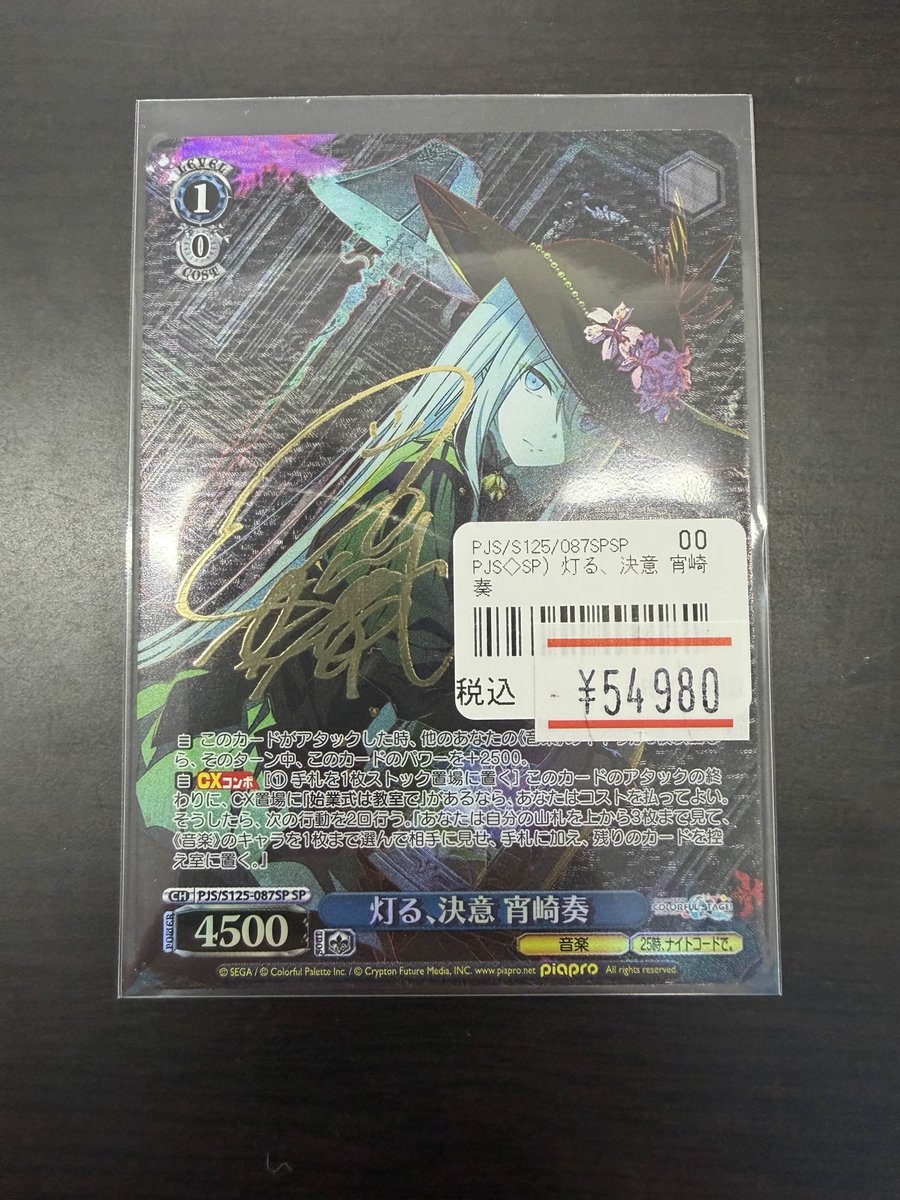 LEVEL
1
0
COST
PJS/S125/087SPSP 00
PJS◇SP) 灯る、決意 宵崎
奏
税込 ¥54980
自 このカードがアタックした時、他のあなたの《音楽》の
ら、そのターン中、このカードのパワーを+2500。
自 CXコンボ [① 手札を1枚ストック置場に置く] このカードのアタックの終
わりに、CX置場に「始業式は教室で」があるなら、あなたはコストを払ってよい。
そうしたら、次の行動を2回行う。「あなたは自分の山札を上から3枚まで見て、
《音楽》のキャラを1枚まで選んで相手に見せ、手札に加え、残りのカードを控
え室に置く。」
CH PJS/S125-087SP SP
POWER 4500 SOUL 灯る、決意 宵崎奏 COLORFUL STAGE
音楽 25時、ナイトコードで。
© SEGA / © Colorful Palette Inc. / © Crypton Future Media, INC. www.piapro.net piapro All rights reserved.